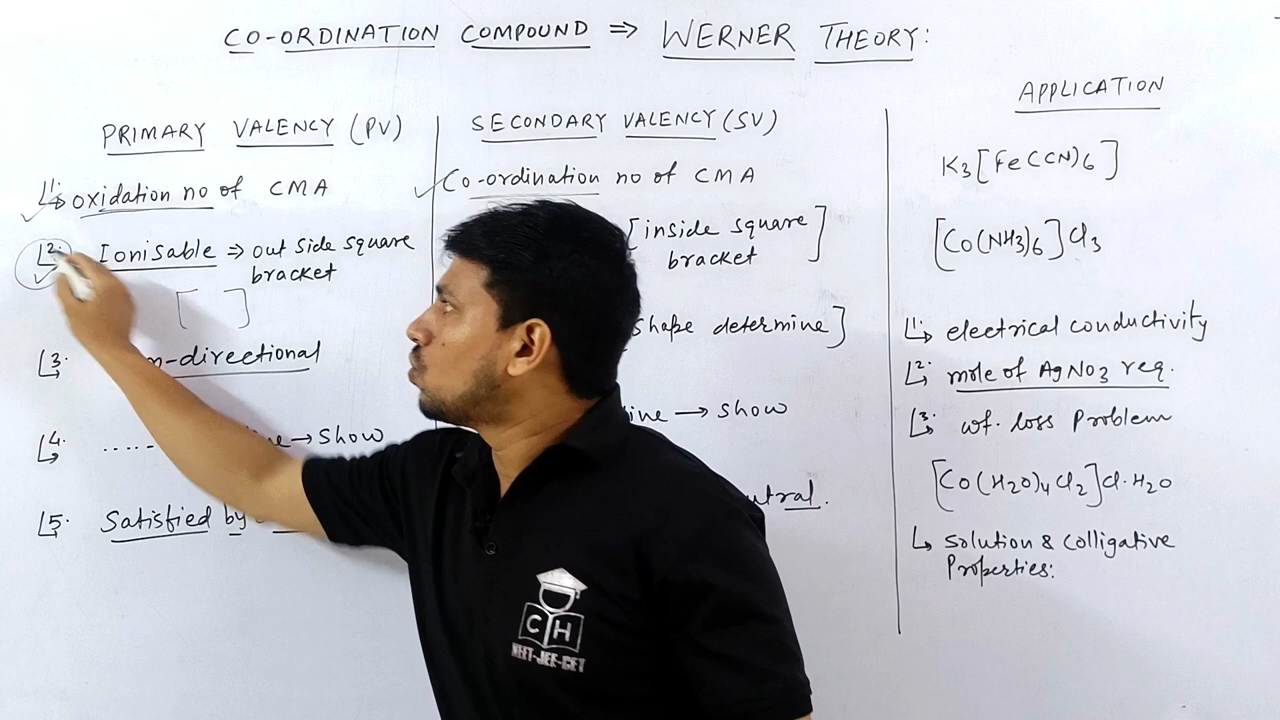 CO-ORDINATION COMPOUND ⇒ WERNER THEORY:
PRIMARY VALENCY (PV)
1. oxidation no of CMA
2. Ionisable ⇒ out side square
bracket
[ ]
3. -directional
4. ..... → show
5. Satisfied by
SECONDARY VALENCY (SV)
Co-ordination no of CMA
[inside square
bracket]
shape determine]
→ show
.
APPLICATION
K3[Fe(CN)6]
[Co(NH3)6]Cl3
1. electrical conductivity
2. mole of AgNO3 req.
3. wt. loss Problem
[Co(H2O)4Cl2]Cl·H2O
↳ solution & colligative
Properties:
CH
NEET-JEE-CET